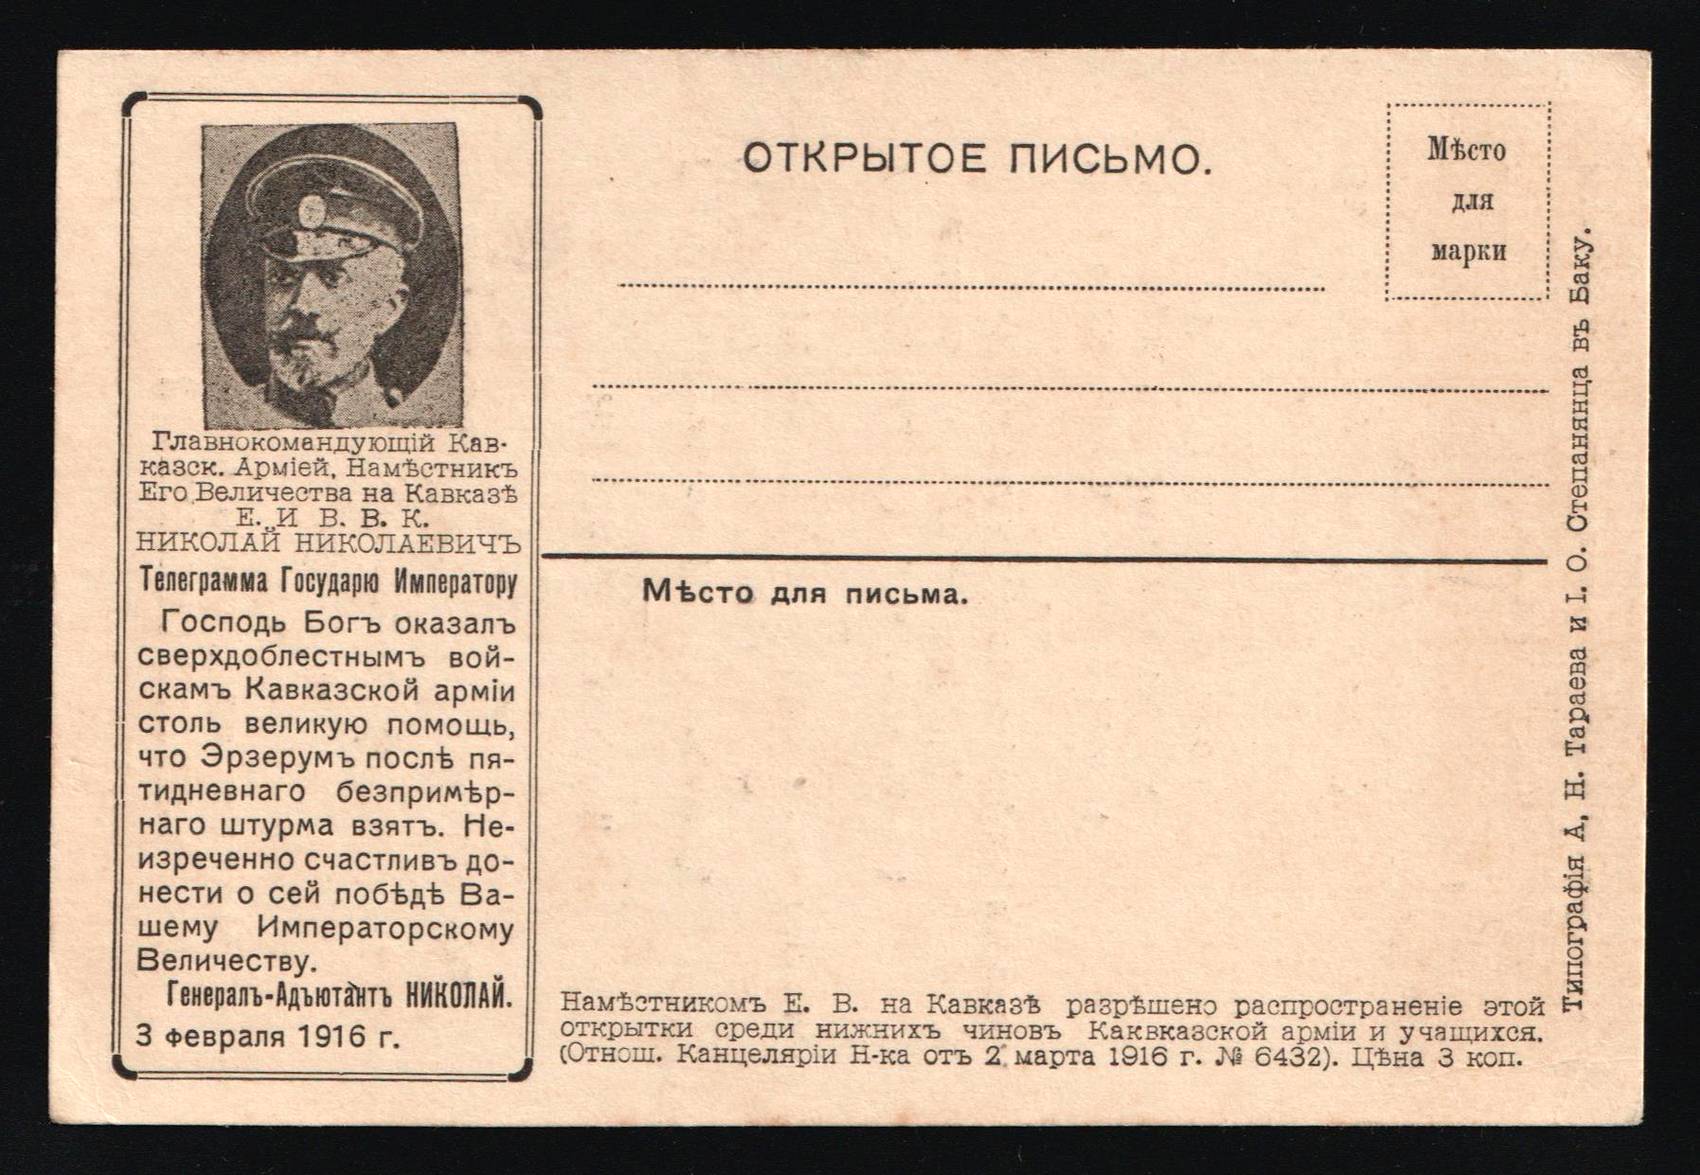 Главнокомандующій Кав-
казск. Арміей, Намѣстникъ
Его Величества на Кавказѣ
Е. И В. В. К.
НИКОЛАЙ НИКОЛАЕВИЧЪ
Телеграмма Государю Императору
Господь Богъ оказалъ
сверхдоблестнымъ вой-
скамъ Кавказской арміи
столь великую помощь,
что Эрзерумъ послѣ пя-
тидневнаго безпримѣр-
наго штурма взятъ. Не-
изреченно счастливъ до-
нести о сей побѣдѣ Ва-
шему Императорскому
Величеству.
Генералъ-Адъютантъ НИКОЛАЙ.
3 февраля 1916 г.
ОТКРЫТОЕ ПИСЬМО.
Мѣсто
для
марки
Мѣсто для письма.
Намѣстникомъ Е. В. на Кавказѣ разрѣшено распространеніе этой
открытки среди нижнихъ чиновъ Каквказской арміи и учащихся.
(Отнош. Канцеляріи Н-ка отъ 2 марта 1916 г. № 6432). Цѣна 3 коп.
Типографія А, Н. Тараева и І. О. Степанянца въ Баку.